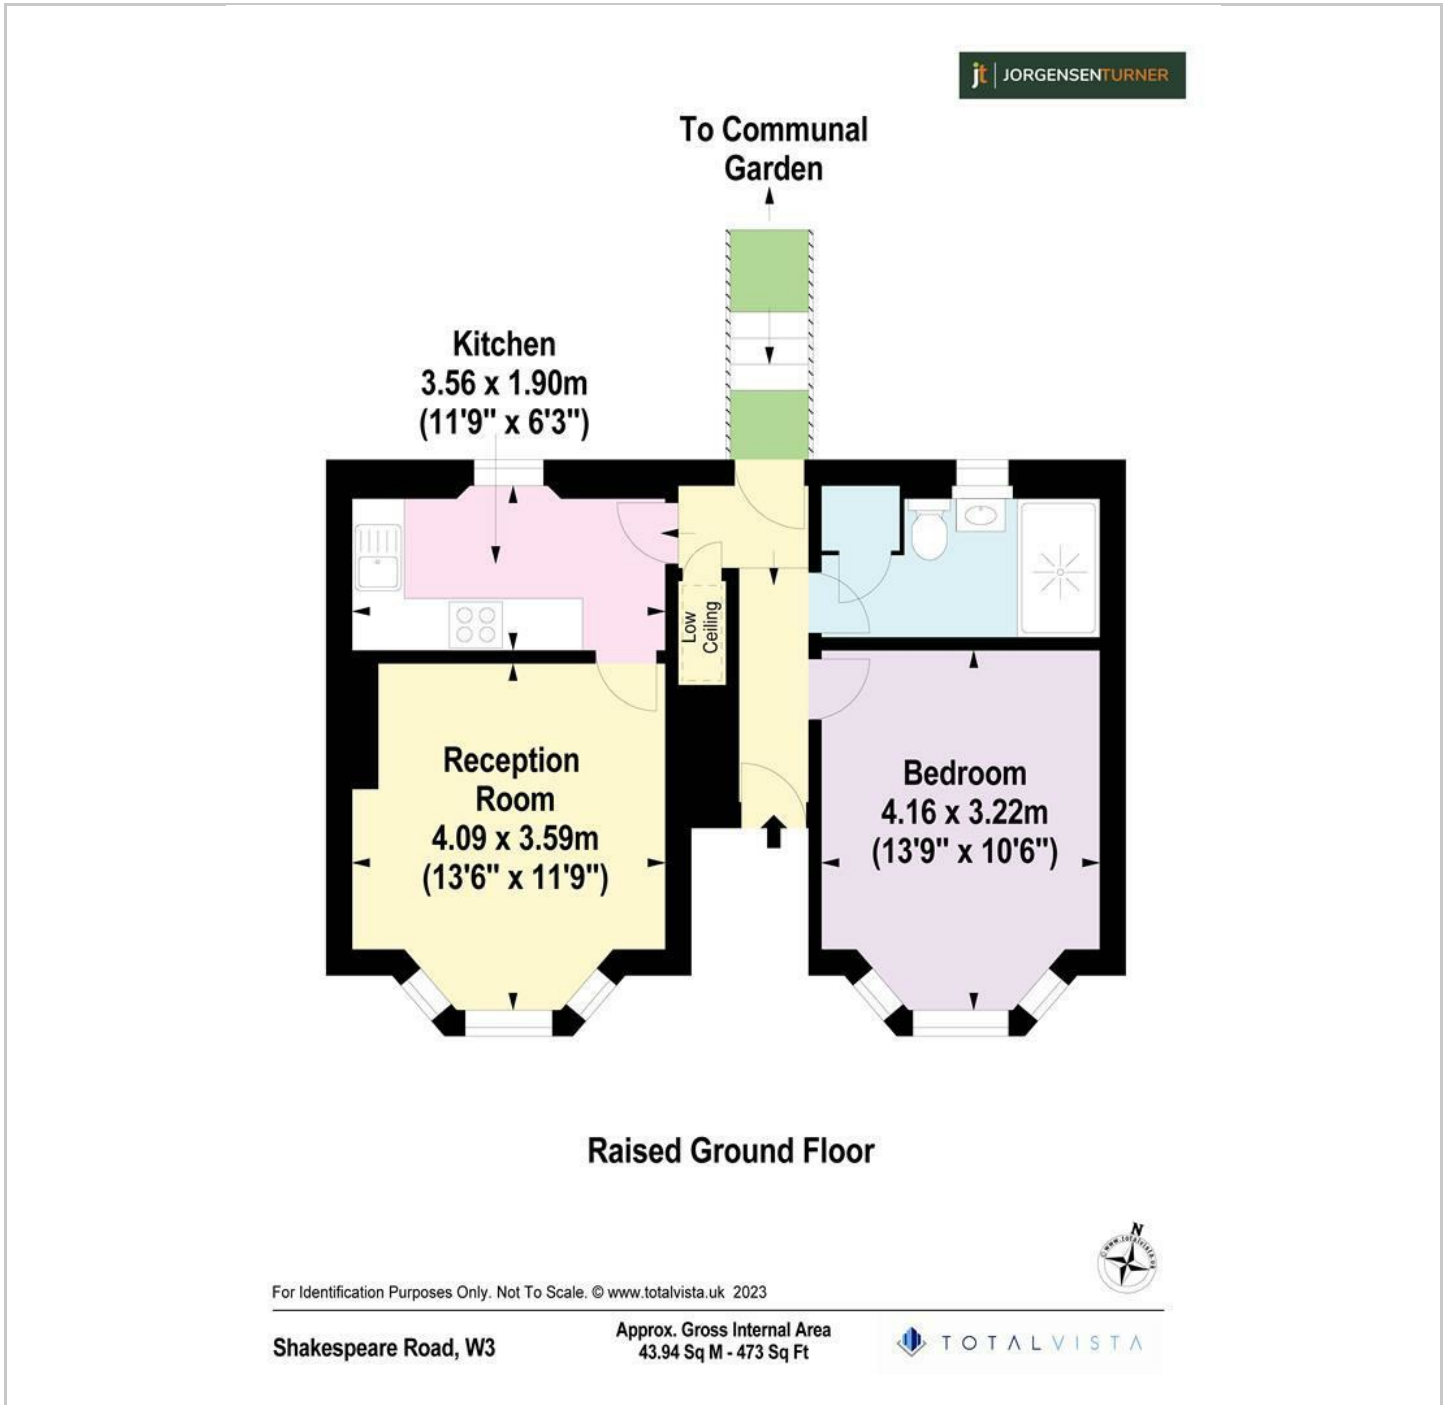 jt | JORGENSENTURNER
To Communal
Garden
Kitchen
3.56 x 1.90m
(11'9" x 6'3")
Low
Ceiling
Reception
Room
4.09 x 3.59m
(13'6" x 11'9")
Bedroom
4.16 x 3.22m
(13'9" x 10'6")
Raised Ground Floor
N
© www.totalvista.uk
For Identification Purposes Only. Not To Scale. © www.totalvista.uk 2023
Shakespeare Road, W3
Approx. Gross Internal Area
43.94 Sq M - 473 Sq Ft
TOTALVISTA